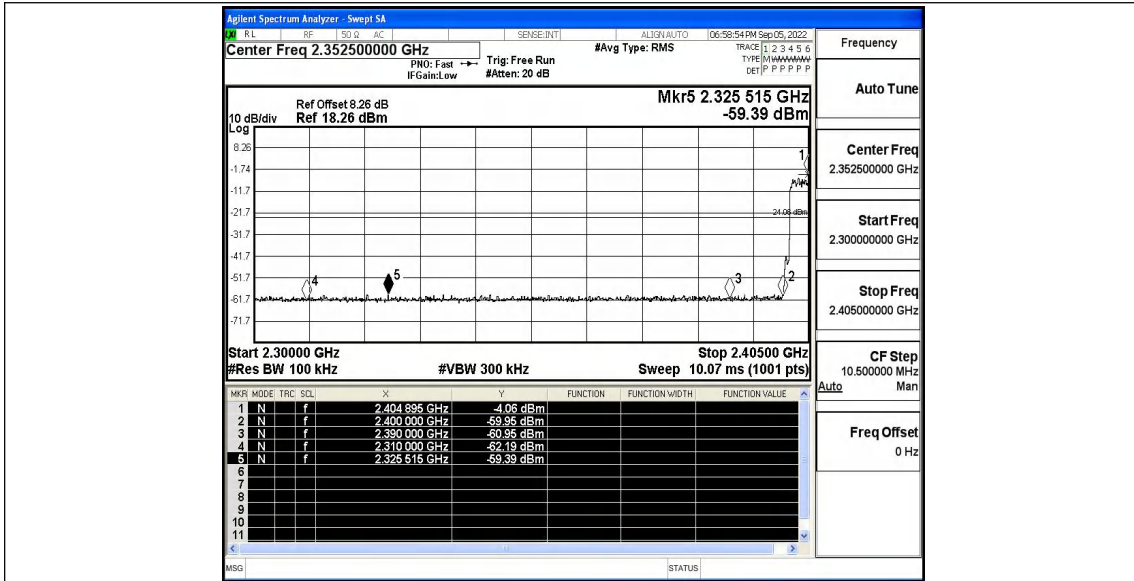 Agilent Spectrum Analyzer - Swept SA
LXI RL RF 50 Ω AC SENSE:INT ALIGN AUTO 06:58:54 PM Sep 05, 2022
Center Freq 2.352500000 GHz #Avg Type: RMS TRACE 1 2 3 4 5 6
PNO: Fast Trig: Free Run TYPE M WWWWW
IFGain:Low #Atten: 20 dB DET P P P P P P
Mkr5 2.325 515 GHz
-59.39 dBm
Ref Offset 8.26 dB
10 dB/div Ref 18.26 dBm
Log
8.26
-1.74
-11.7
-21.7
-31.7
-41.7
-51.7
-61.7
-71.7
1
-24.06 dBm
4
5
3
2
Start 2.30000 GHz Stop 2.40500 GHz
#Res BW 100 kHz #VBW 300 kHz Sweep 10.07 ms (1001 pts)
MKR MODE TRC SCL X Y FUNCTION FUNCTION WIDTH FUNCTION VALUE
1 N f 2.404 895 GHz -4.06 dBm
2 N f 2.400 000 GHz -59.95 dBm
3 N f 2.390 000 GHz -60.95 dBm
4 N f 2.310 000 GHz -62.19 dBm
5 N f 2.325 515 GHz -59.39 dBm
6
7
8
9
10
11
MSG STATUS
Frequency
Auto Tune
Center Freq
2.352500000 GHz
Start Freq
2.300000000 GHz
Stop Freq
2.405000000 GHz
CF Step
10.500000 MHz
Auto Man
Freq Offset
0 Hz